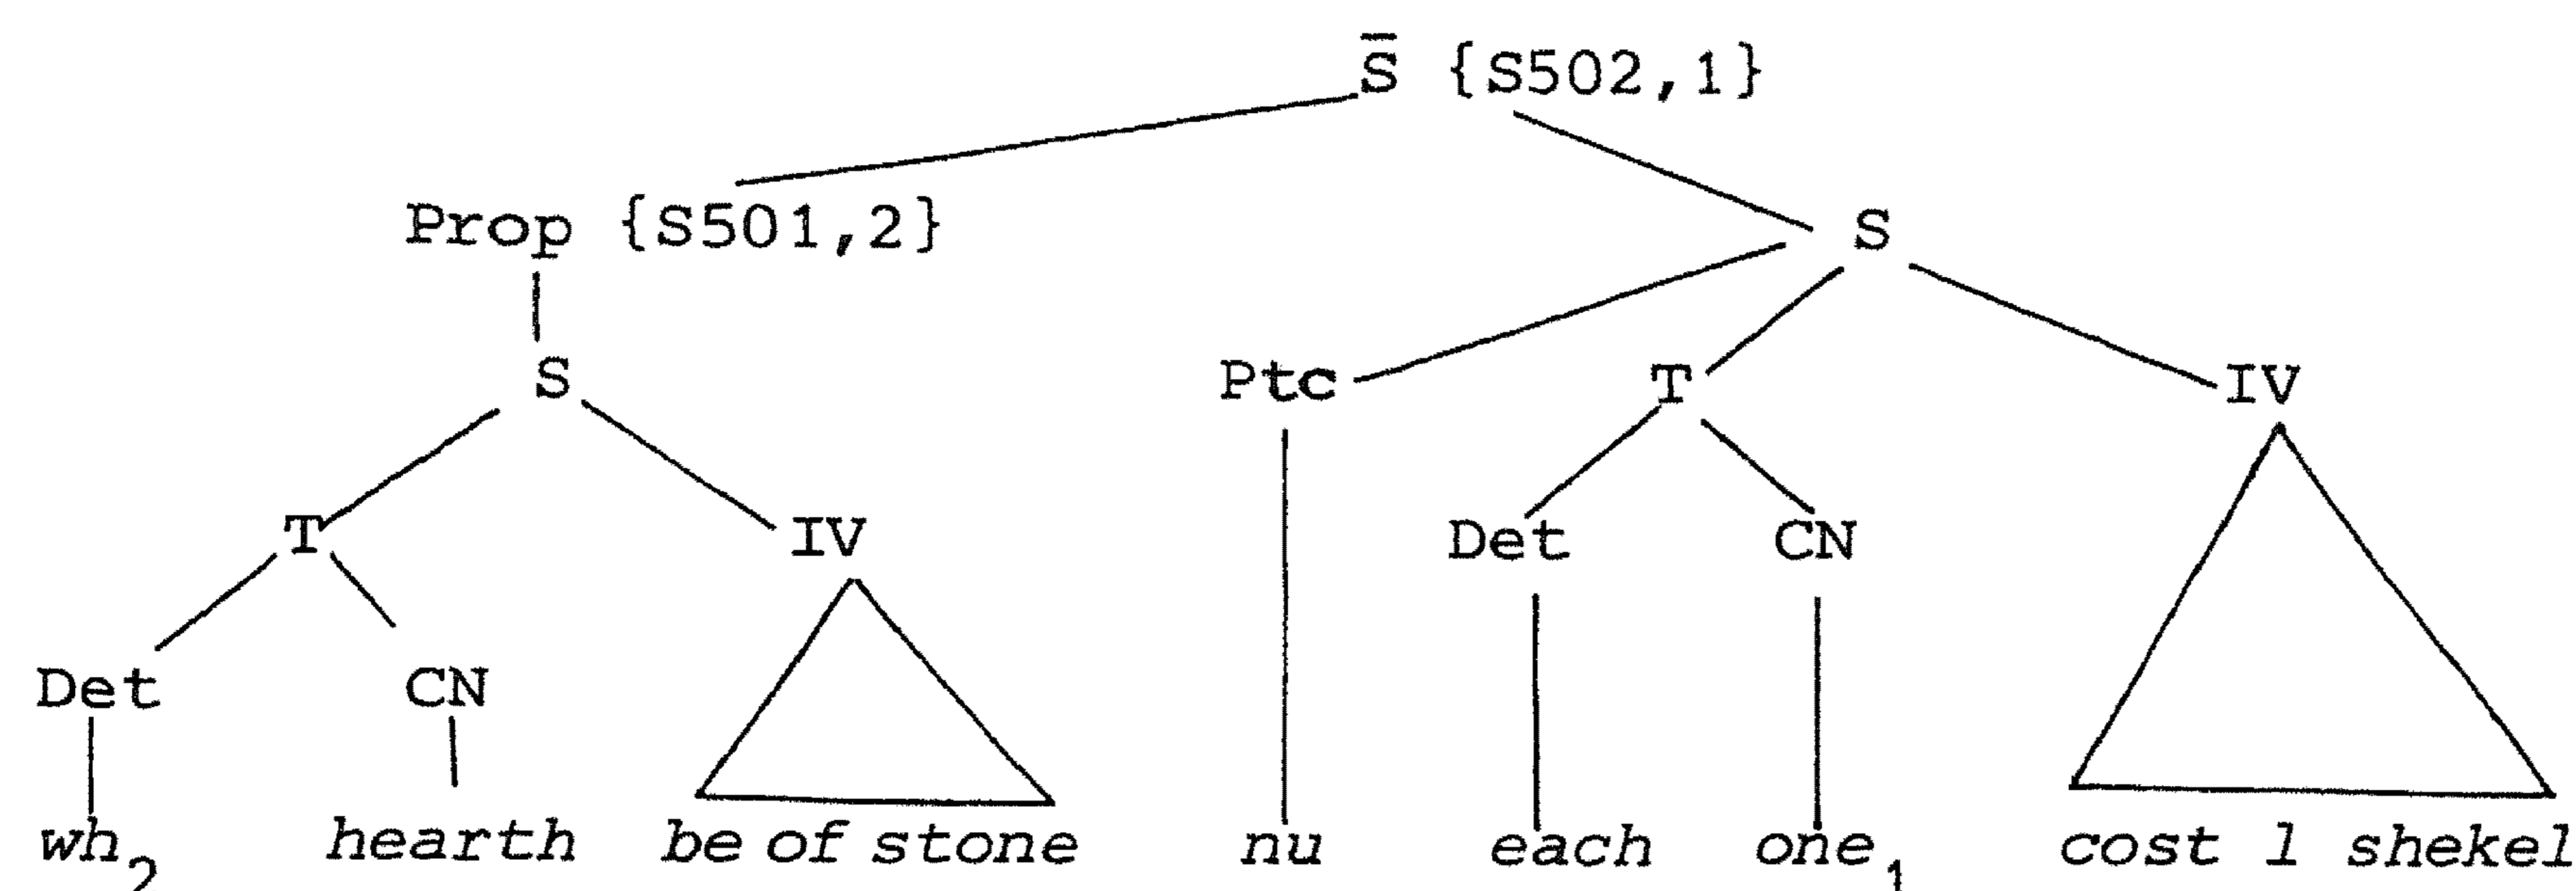 S̄ {S502,1}
Prop {S501,2} S
S Ptc T IV
T IV Det CN
Det CN
wh₂ hearth be of stone nu each one₁ cost 1 shekel